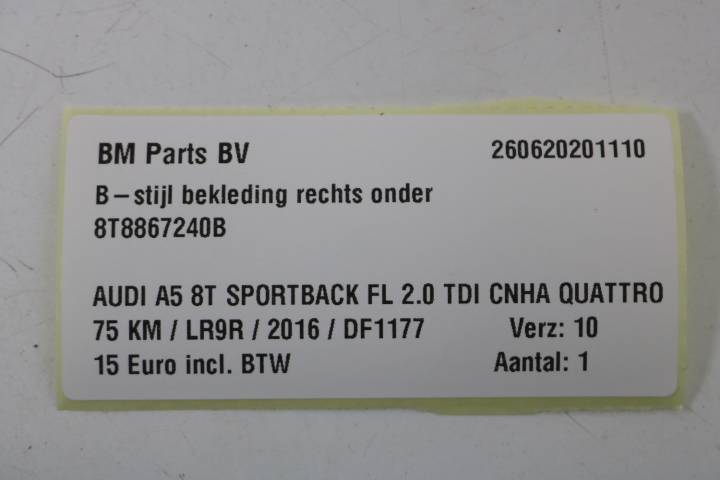 BM Parts BV 260620201110
B-stijl bekleding rechts onder
8T8867240B
AUDI A5 8T SPORTBACK FL 2.0 TDI CNHA QUATTRO
75 KM / LR9R / 2016 / DF1177 Verz: 10
15 Euro incl. BTW Aantal: 1